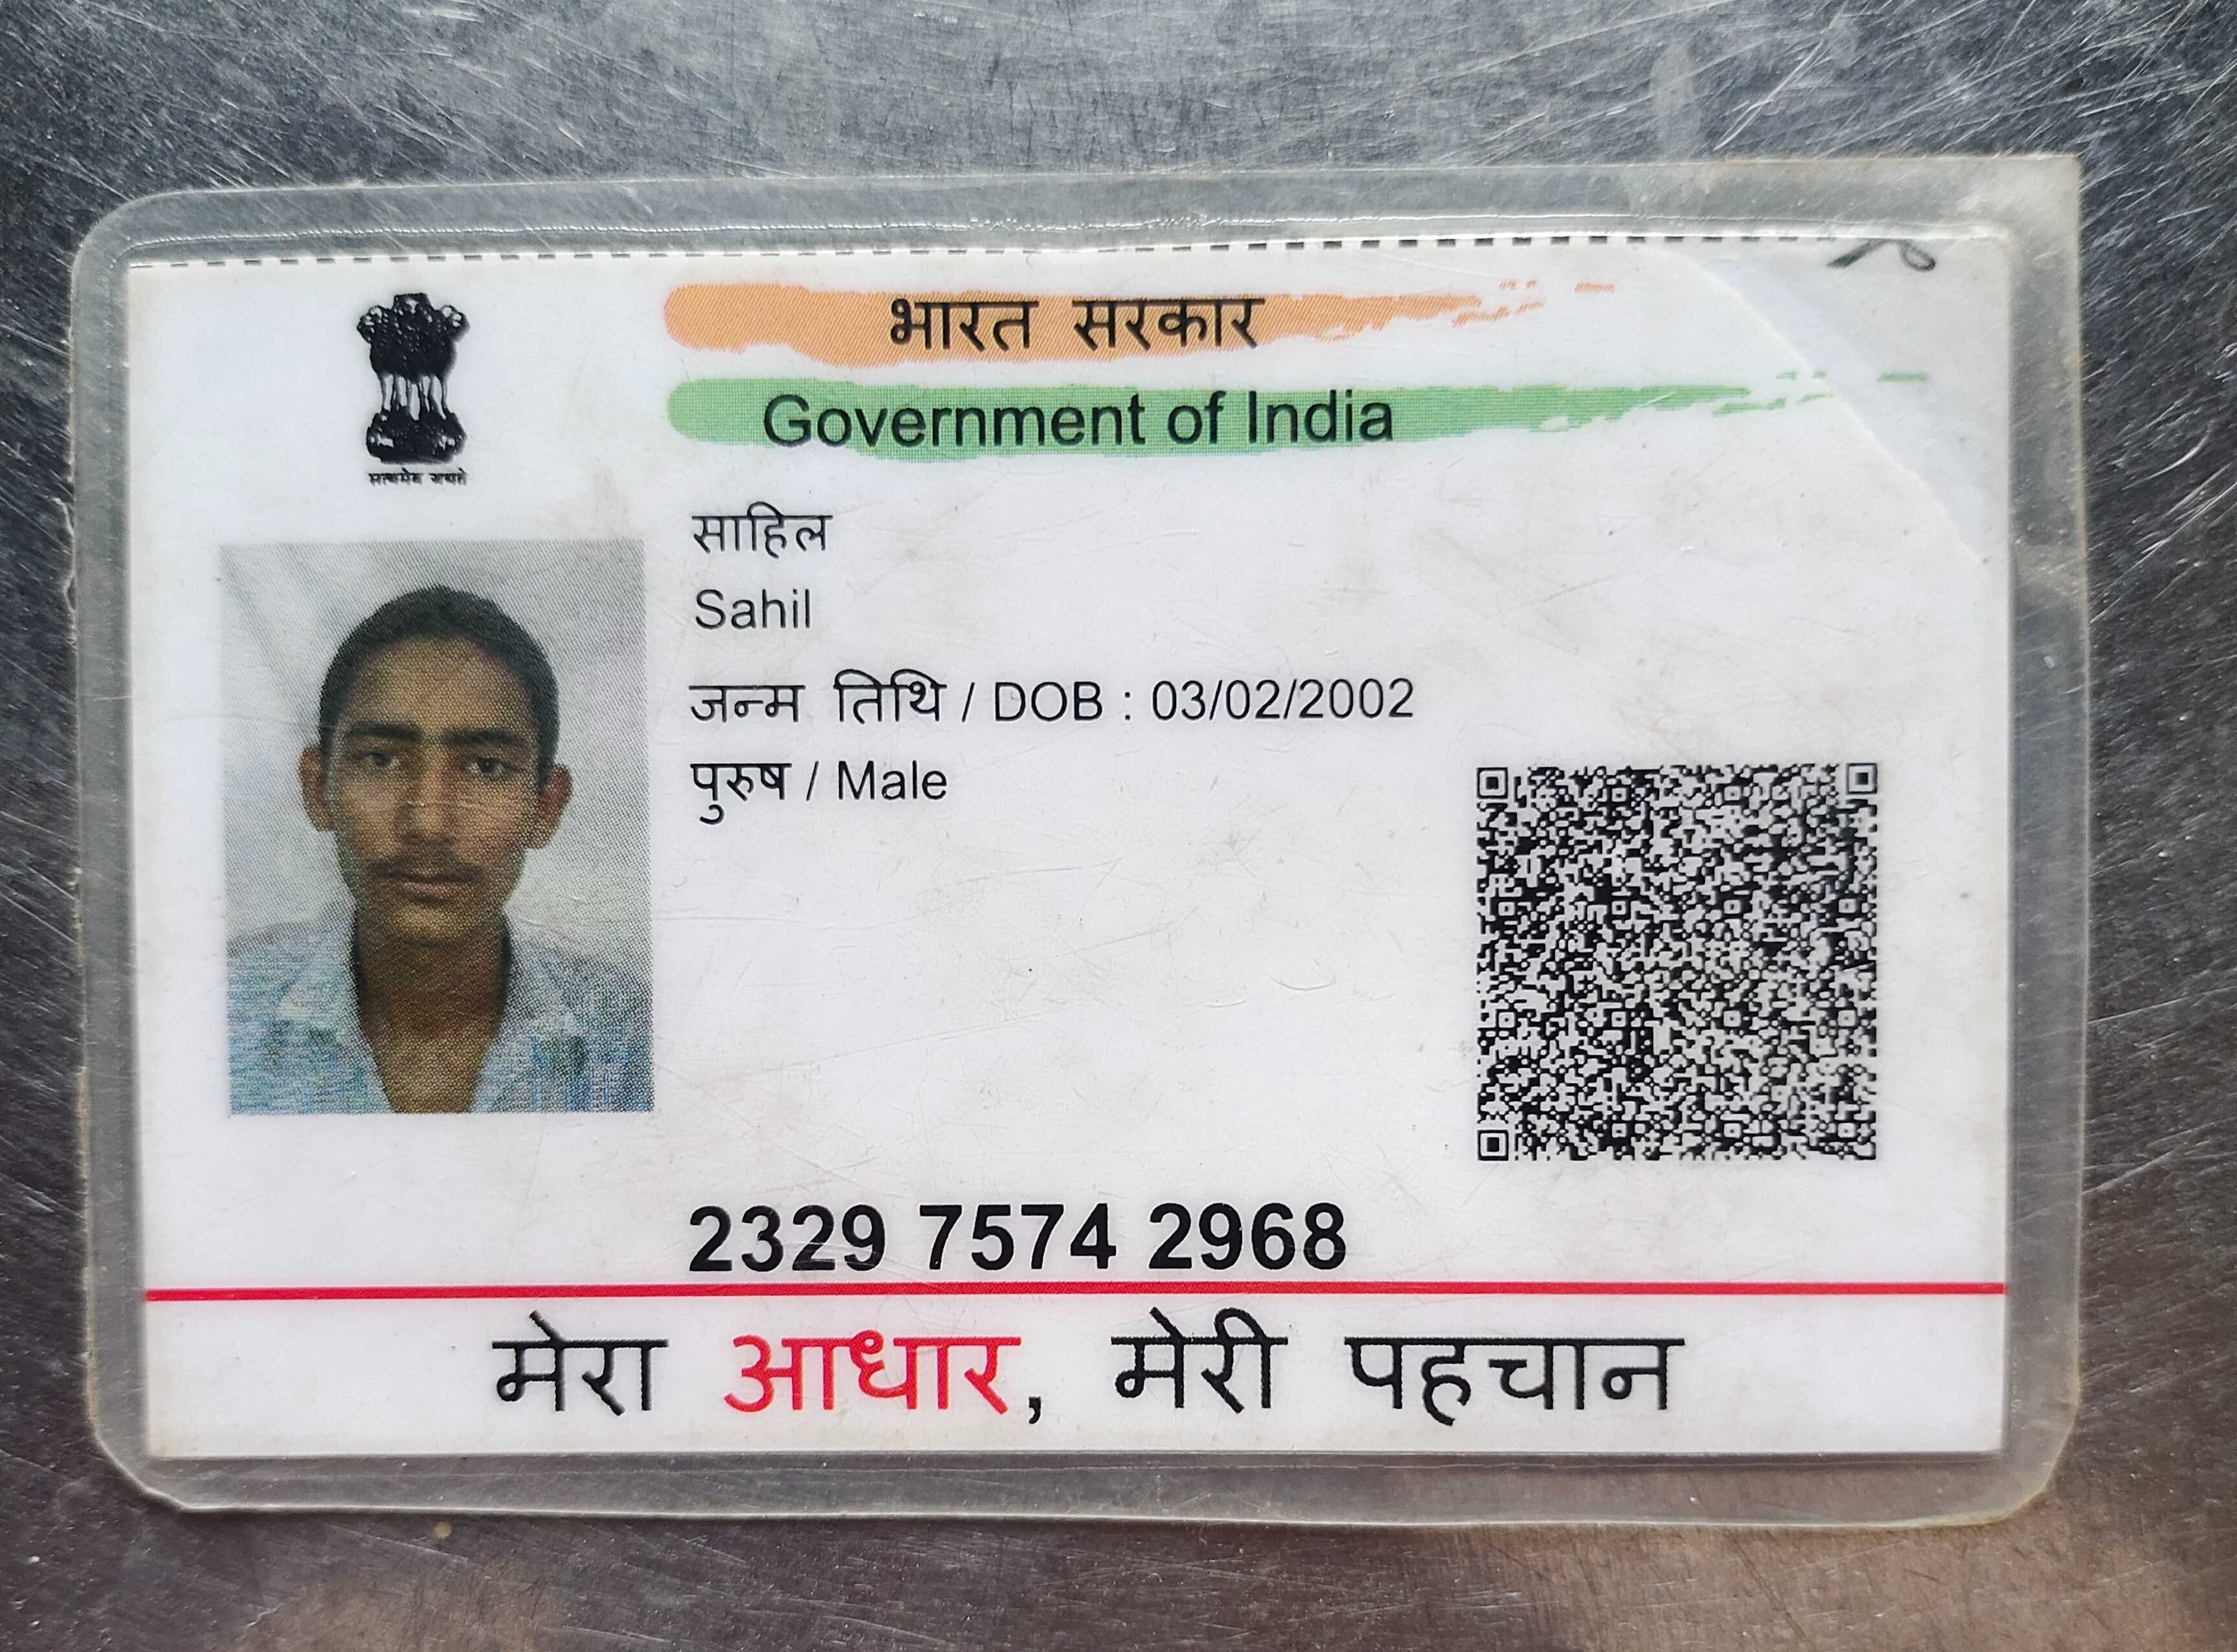 भारत सरकार
Government of India
सत्यमेव जयते
साहिल
Sahil
जन्म तिथि / DOB : 03/02/2002
पुरुष / Male
2329 7574 2968
मेरा आधार, मेरी पहचान